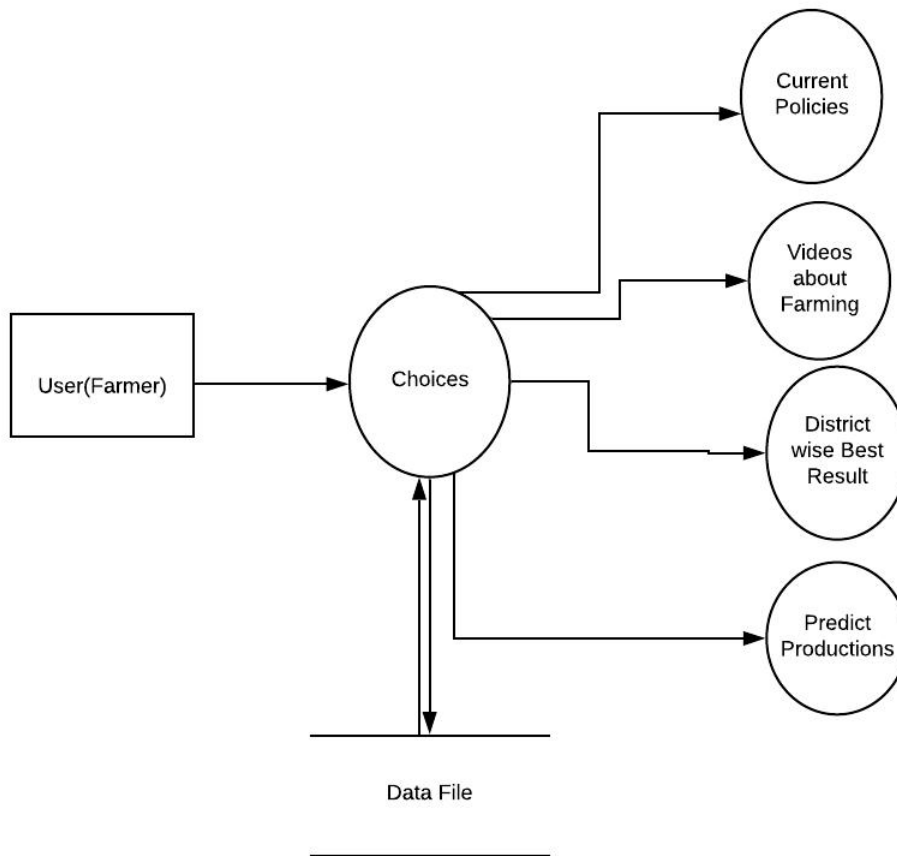 Current
Policies
Videos
about
Farming
User(Farmer)
Choices
District
wise Best
Result
Predict
Productions
Data File